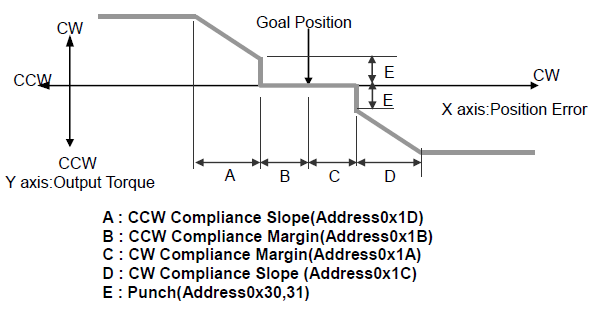 Goal Position
CW
E
CCW
CW
E
X axis:Position Error
CCW
Y axis:Output Torque
A
B
C
D
A : CCW Compliance Slope(Address0x1D)
B : CCW Compliance Margin(Address0x1B)
C : CW Compliance Margin(Address0x1A)
D : CW Compliance Slope (Address0x1C)
E : Punch(Address0x30,31)